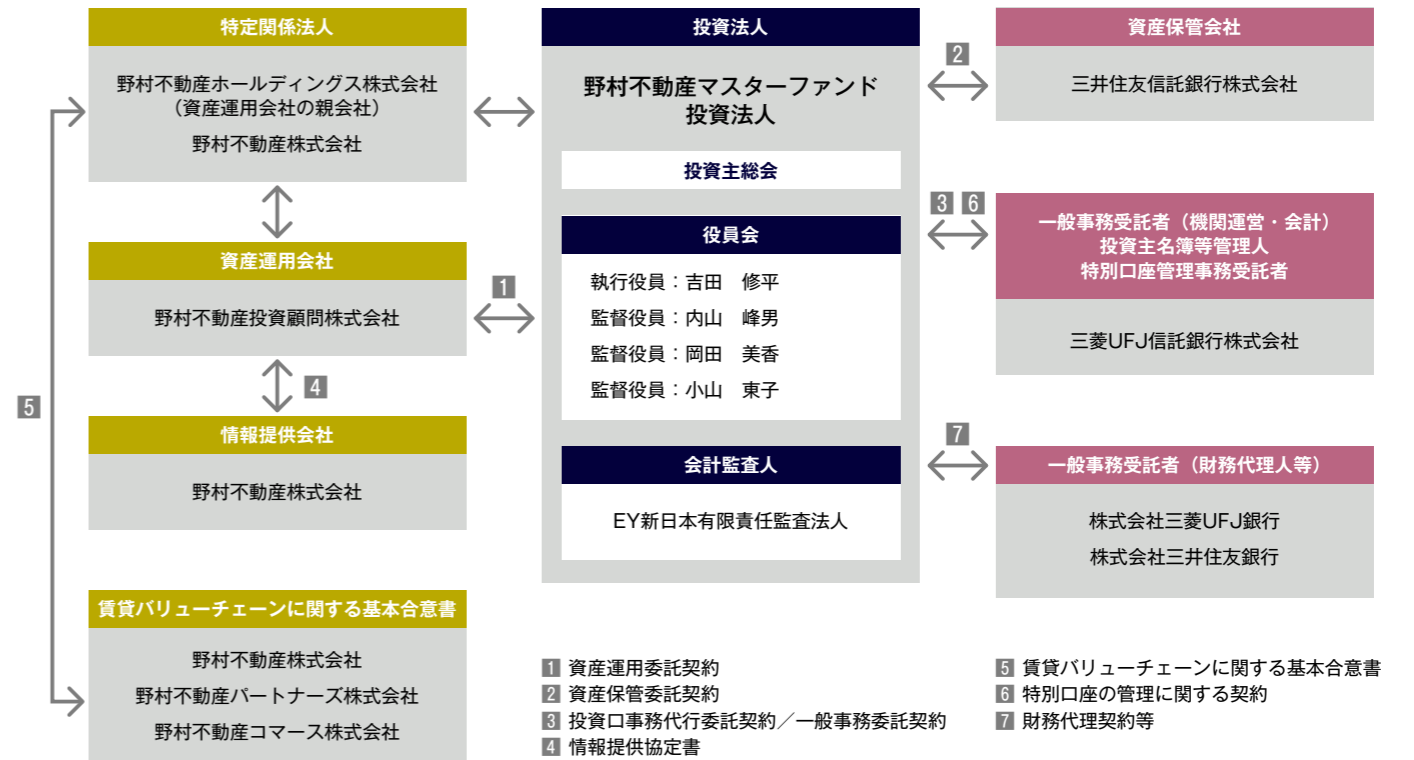 特定関係法人
野村不動産ホールディングス株式会社
（資産運用会社の親会社）
野村不動産株式会社
資産運用会社
野村不動産投資顧問株式会社
4
情報提供会社
野村不動産株式会社
5
賃貸バリューチェーンに関する基本合意書
野村不動産株式会社
野村不動産パートナーズ株式会社
野村不動産コマース株式会社
1
投資法人
野村不動産マスターファンド
投資法人
投資主総会
役員会
執行役員：吉田　修平
監督役員：内山　峰男
監督役員：岡田　美香
監督役員：小山　東子
会計監査人
EY新日本有限責任監査法人
2
資産保管会社
三井住友信託銀行株式会社
3 6
一般事務受託者（機関運営・会計）
投資主名簿等管理人
特別口座管理事務受託者
三菱UFJ信託銀行株式会社
7
一般事務受託者（財務代理人等）
株式会社三菱UFJ銀行
株式会社三井住友銀行
1 資産運用委託契約
2 資産保管委託契約
3 投資口事務代行委託契約／一般事務委託契約
4 情報提供協定書
5 賃貸バリューチェーンに関する基本合意書
6 特別口座の管理に関する契約
7 財務代理契約等